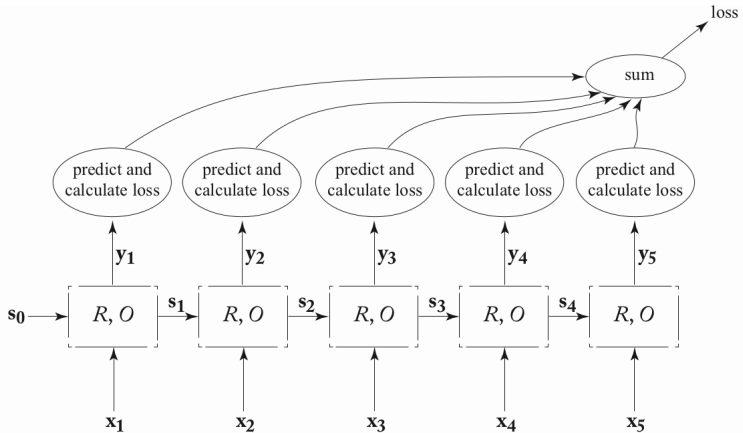 loss
sum
predict and predict and predict and predict and predict and
calculate loss calculate loss calculate loss calculate loss calculate loss
y1 y2 y3 y4 y5
s0 R, O s1 R, O s2 R, O s3 R, O s4 R, O
x1 x2 x3 x4 x5